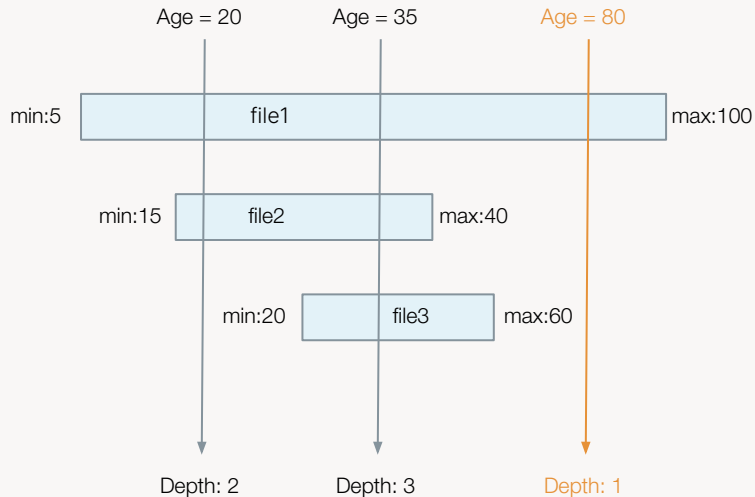 Age = 20 Age = 35 Age = 80
min:5 file1 max:100
min:15 file2 max:40
min:20 file3 max:60
Depth: 2 Depth: 3 Depth: 1